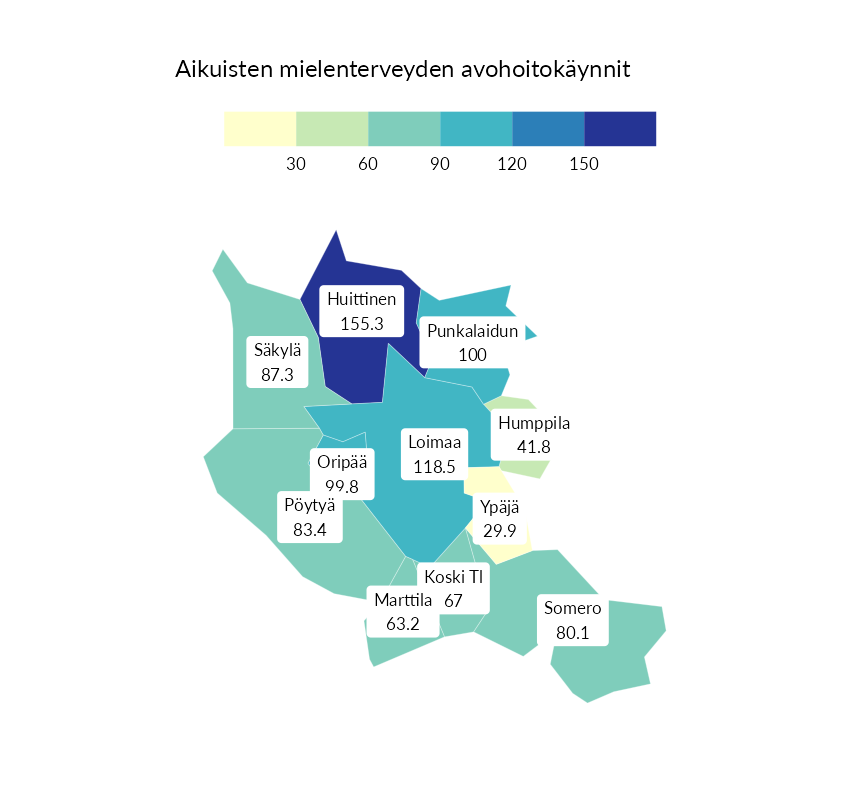 Aikuisten mielenterveyden avohoitokäynnit
30 60 90 120 150
Huittinen
155.3
Punkalaidun
100
Säkylä
87.3
Humppila
41.8
Loimaa
118.5
Oripää
99.8
Pöytyä
83.4
Ypäjä
29.9
Koski Tl
67
Marttila
63.2
Somero
80.1